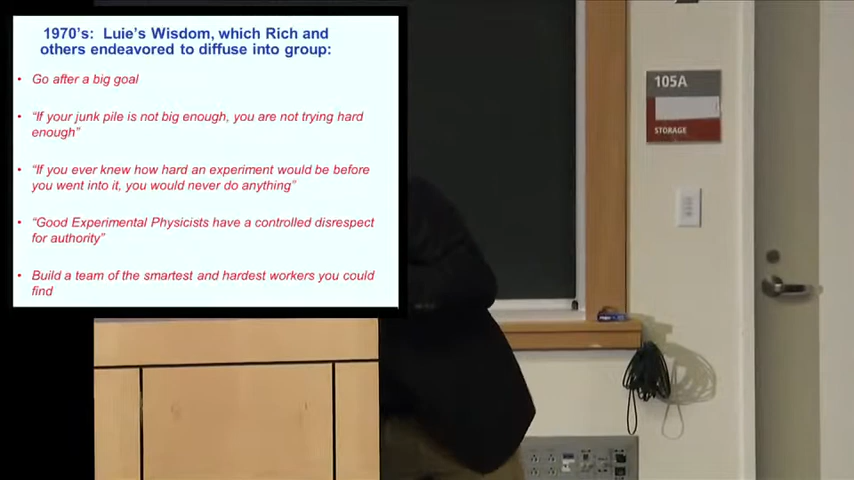 1970's: Luie's Wisdom, which Rich and
others endeavored to diffuse into group:
• Go after a big goal
• “If your junk pile is not big enough, you are not trying hard
enough”
• “If you ever knew how hard an experiment would be before
you went into it, you would never do anything”
• “Good Experimental Physicists have a controlled disrespect
for authority”
• Build a team of the smartest and hardest workers you could
find
105A
STORAGE